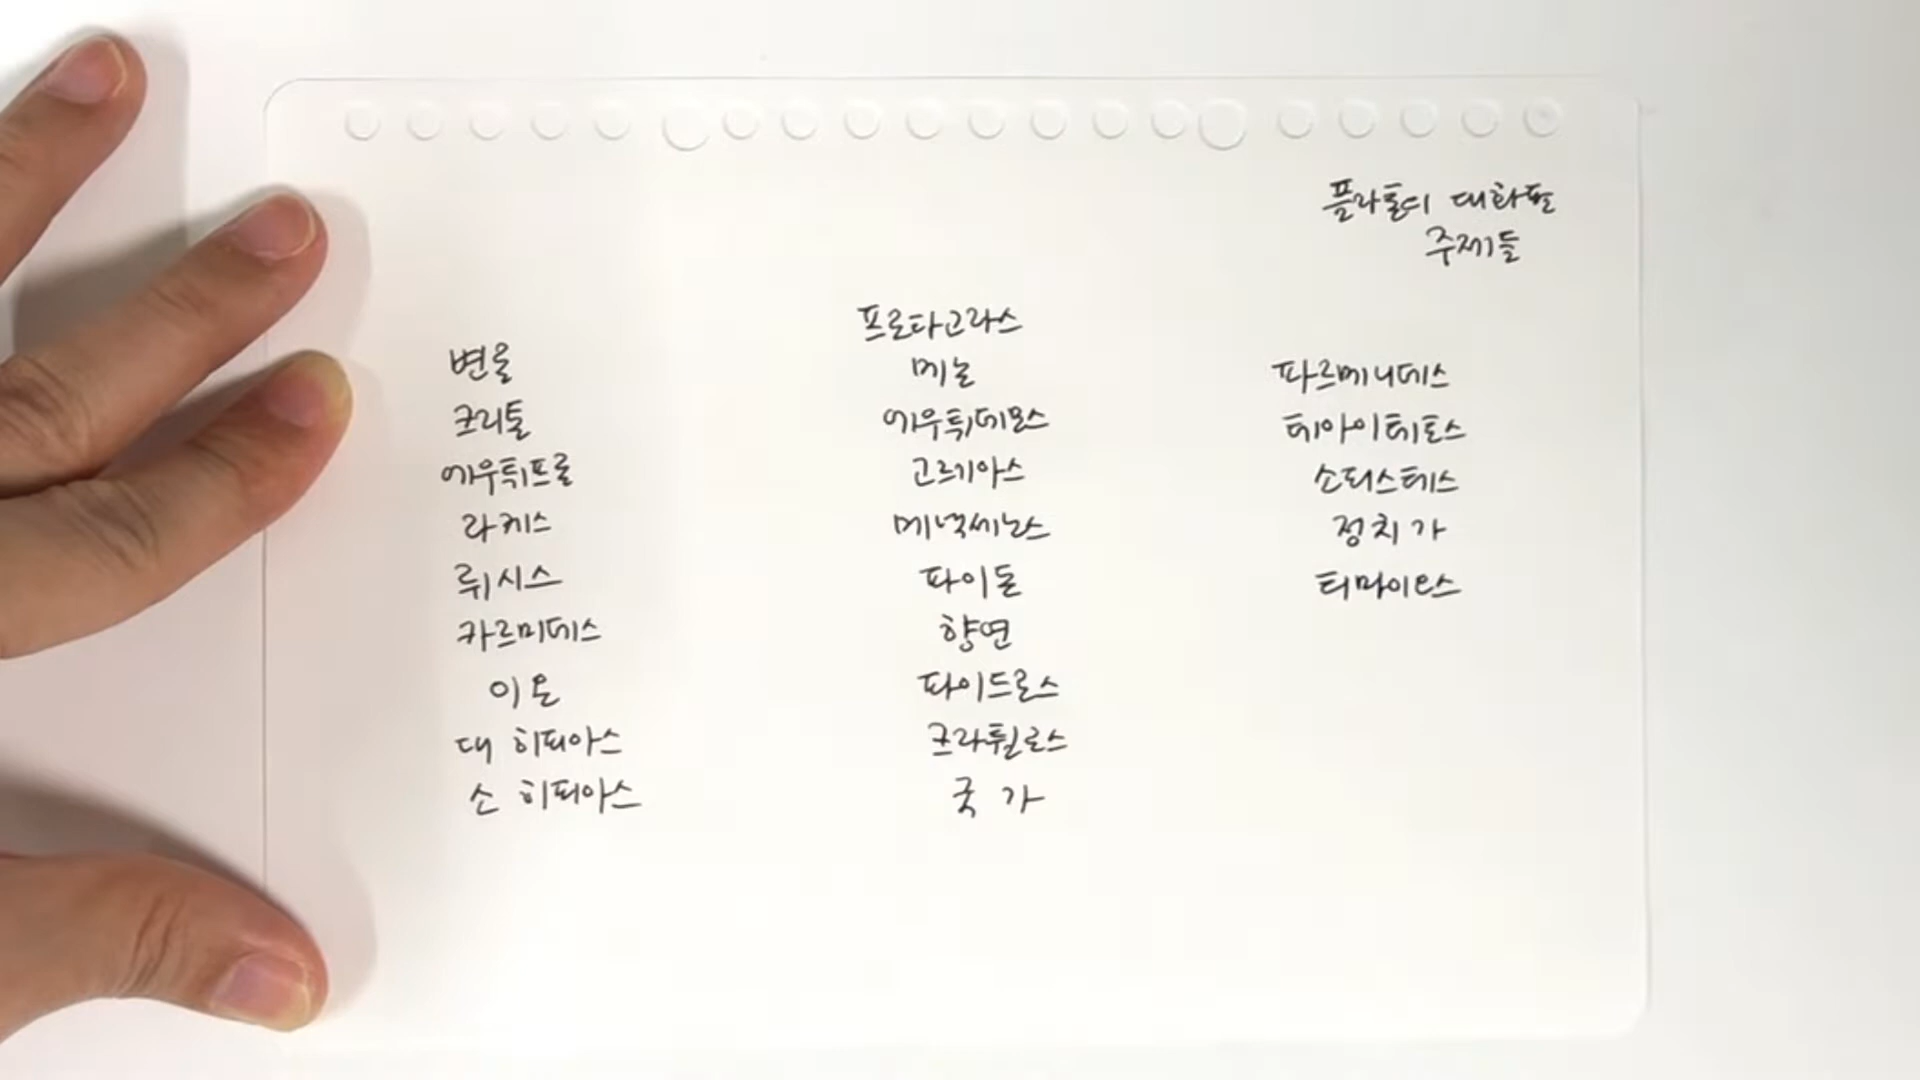 플라톤의 대화편
주제들
변론
크리톤
에우튀프론
라케스
뤼시스
카르미데스
이온
대 히피아스
소 히피아스
프로타고라스
메논
에우튀데모스
고르기아스
메넥세노스
파이돈
향연
파이드로스
크라튈로스
국가
파르메니데스
테아이테토스
소피스테스
정치가
티마이오스